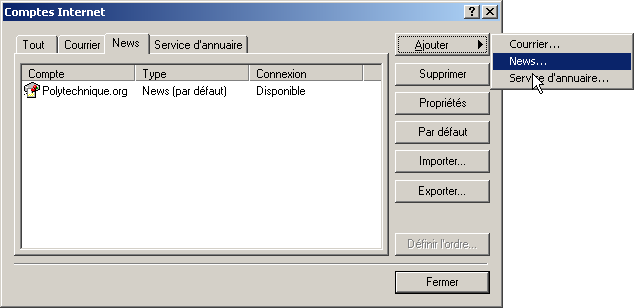 Comptes Internet
Tout Courrier News Service d'annuaire
Compte Type Connexion
Polytechnique.org News (par défaut) Disponible
Ajouter
Courrier...
News...
Service d'annuaire...
Supprimer
Propriétés
Par défaut
Importer...
Exporter...
Définir l'ordre...
Fermer